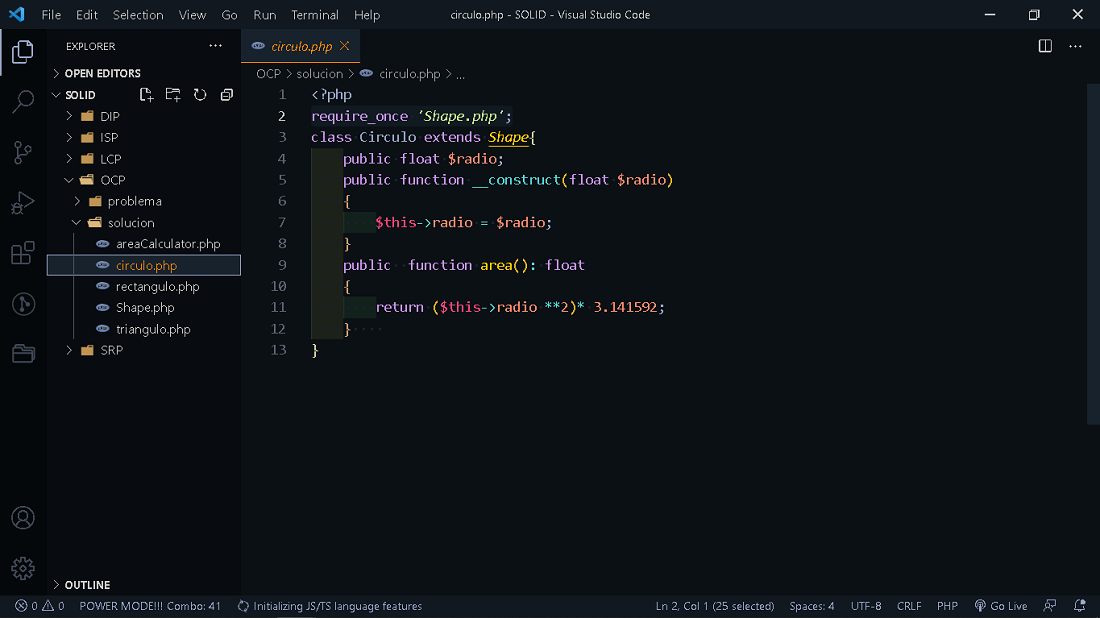 File Edit Selection View Go Run Terminal Help circulo.php - SOLID - Visual Studio Code
EXPLORER
circulo.php
OPEN EDITORS
OCP > solucion > circulo.php > ...
SOLID
DIP
ISP
LCP
OCP
problema
solucion
areaCalculator.php
circulo.php
rectangulo.php
Shape.php
triangulo.php
SRP
OUTLINE
1 <?php
2 require_once 'Shape.php';
3 class Circulo extends Shape{
4 public float $radio;
5 public function __construct(float $radio)
6 {
7 $this->radio = $radio;
8 }
9 public  function area(): float
10 {
11 return ($this->radio **2)* 3.141592;
12 }
13 }
0 0 POWER MODE!!! Combo: 41 Initializing JS/TS language features Ln 2, Col 1 (25 selected) Spaces: 4 UTF-8 CRLF PHP Go Live